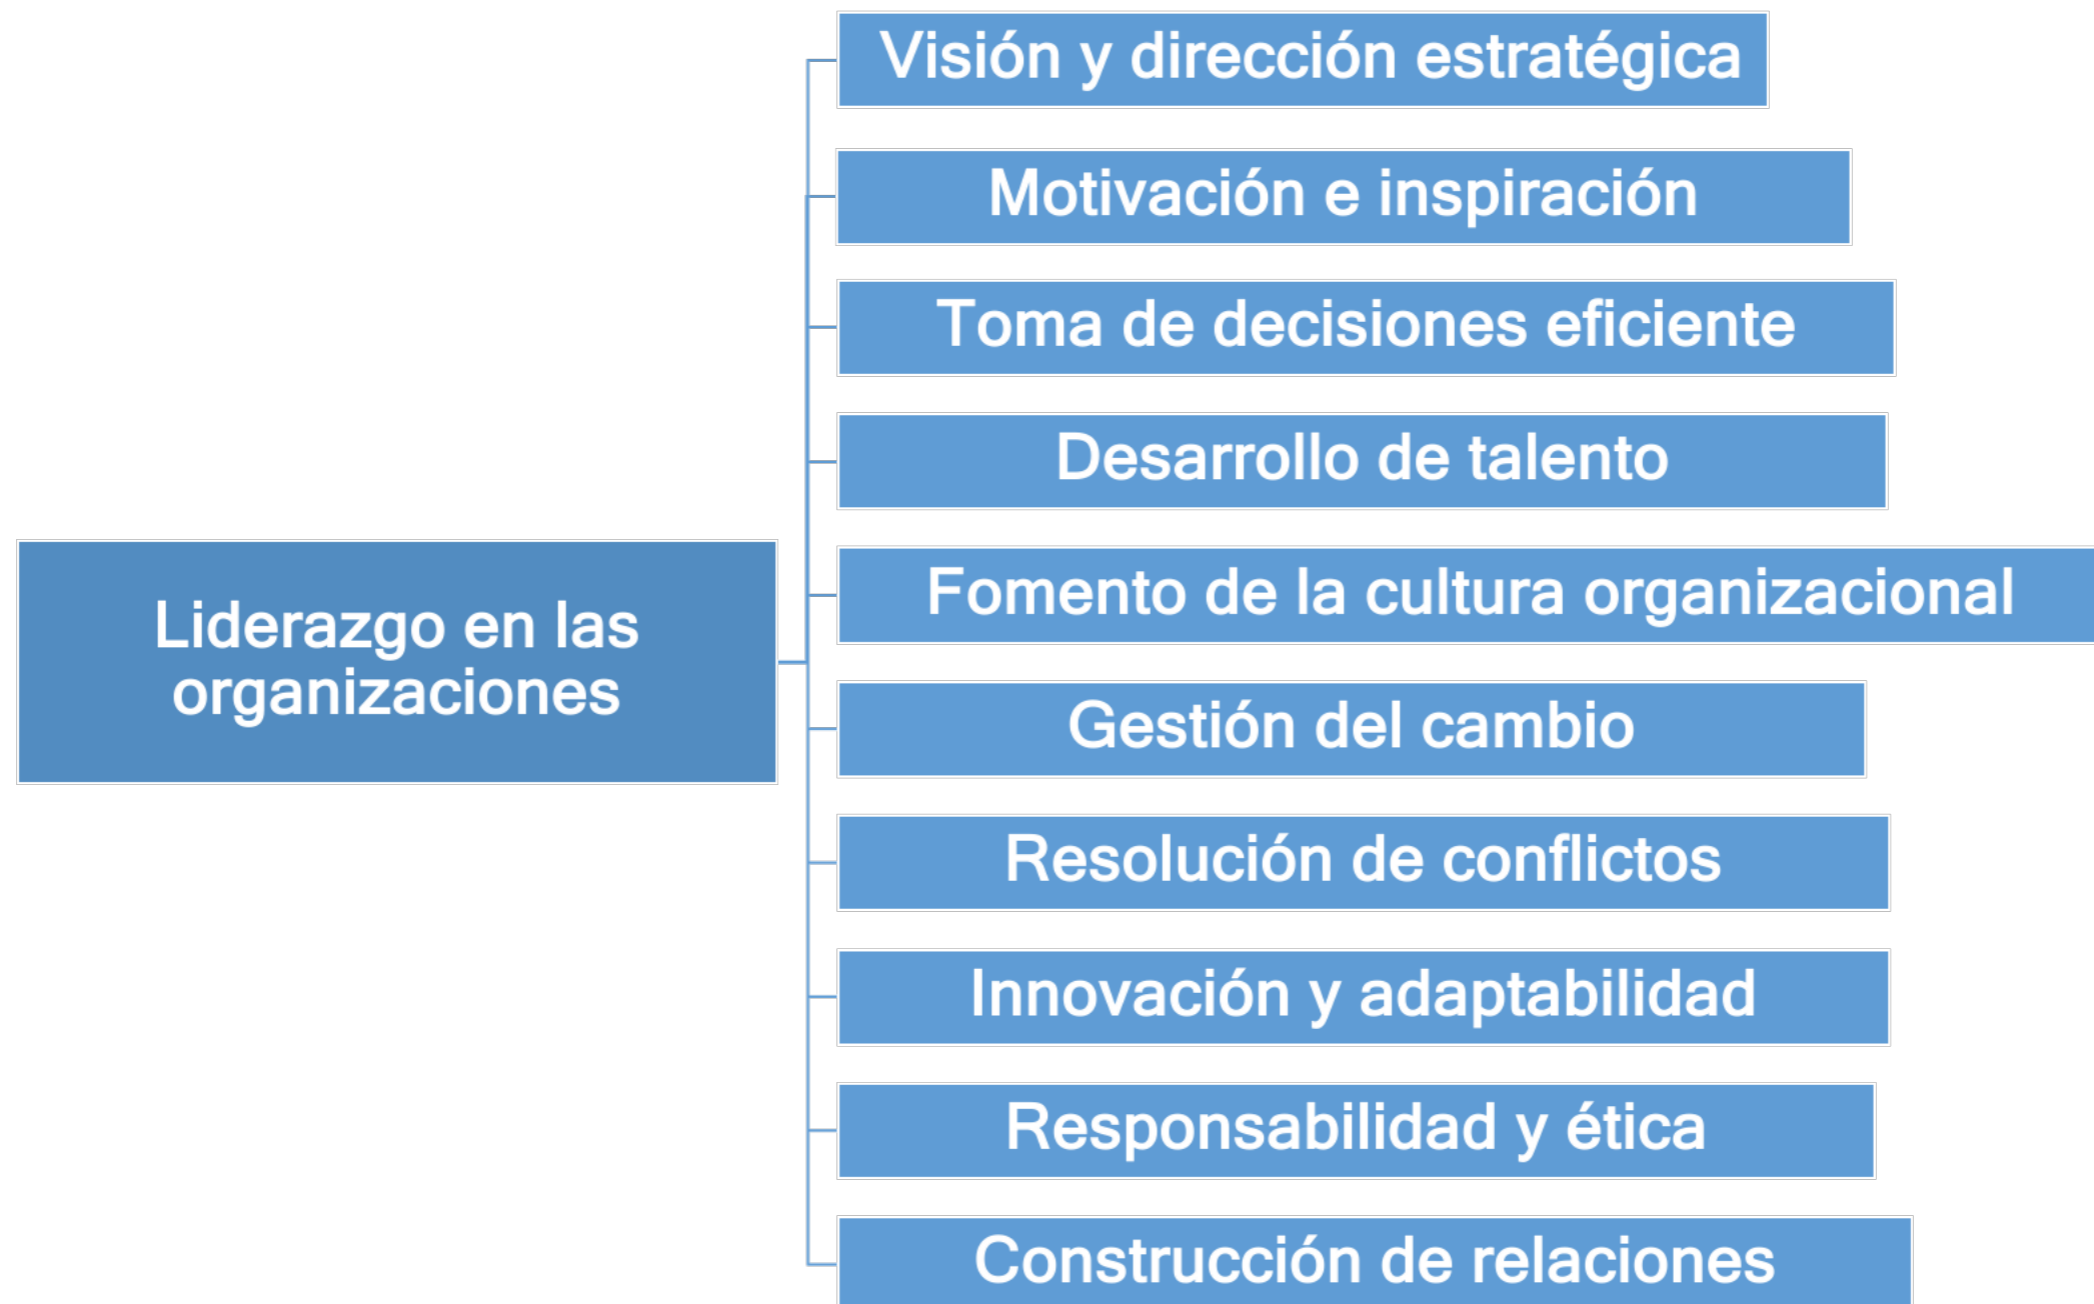 Visión y dirección estratégica
Motivación e inspiración
Toma de decisiones eficiente
Desarrollo de talento
Fomento de la cultura organizacional
Liderazgo en las
organizaciones
Gestión del cambio
Resolución de conflictos
Innovación y adaptabilidad
Responsabilidad y ética
Construcción de relaciones